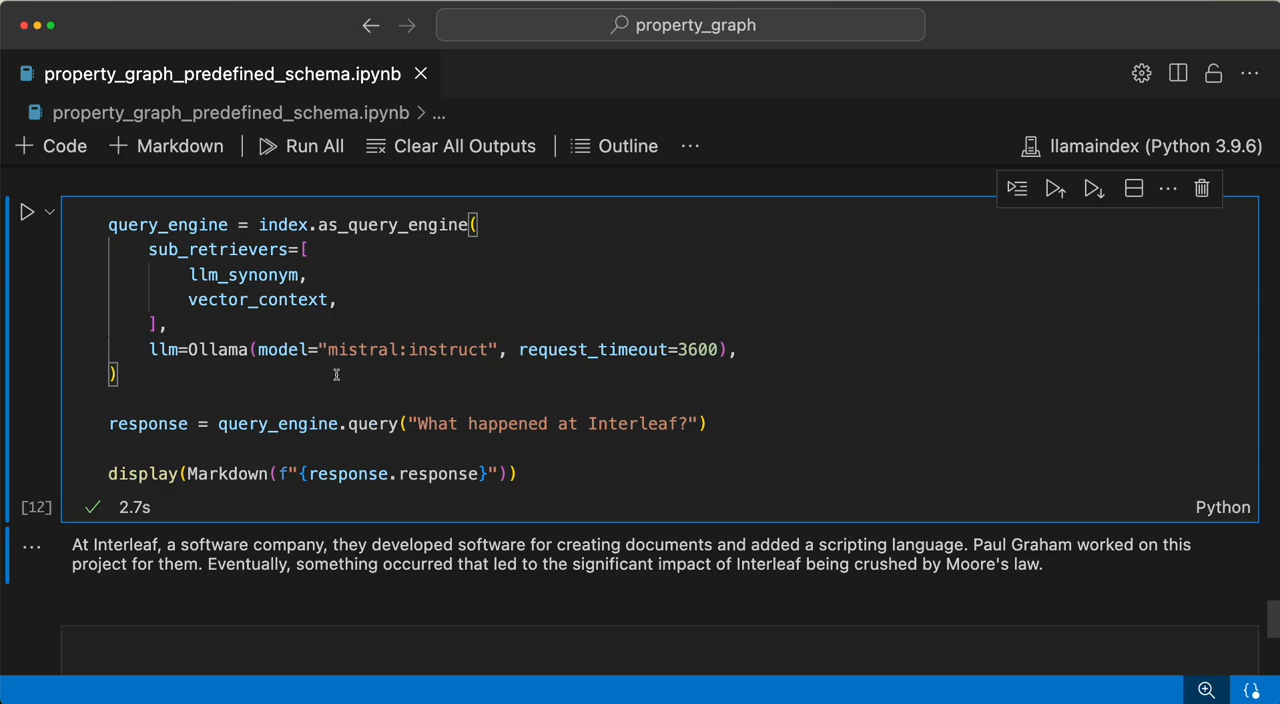 property_graph
property_graph_predefined_schema.ipynb
property_graph_predefined_schema.ipynb > ...
+ Code + Markdown Run All Clear All Outputs Outline ... llamaindex (Python 3.9.6)
query_engine = index.as_query_engine(
    sub_retrievers=[
        llm_synonym,
        vector_context,
    ],
    llm=Ollama(model="mistral:instruct", request_timeout=3600),
)
response = query_engine.query("What happened at Interleaf?")
display(Markdown(f"{response.response}"))
[12] 2.7s Python
At Interleaf, a software company, they developed software for creating documents and added a scripting language. Paul Graham worked on this
project for them. Eventually, something occurred that led to the significant impact of Interleaf being crushed by Moore's law.